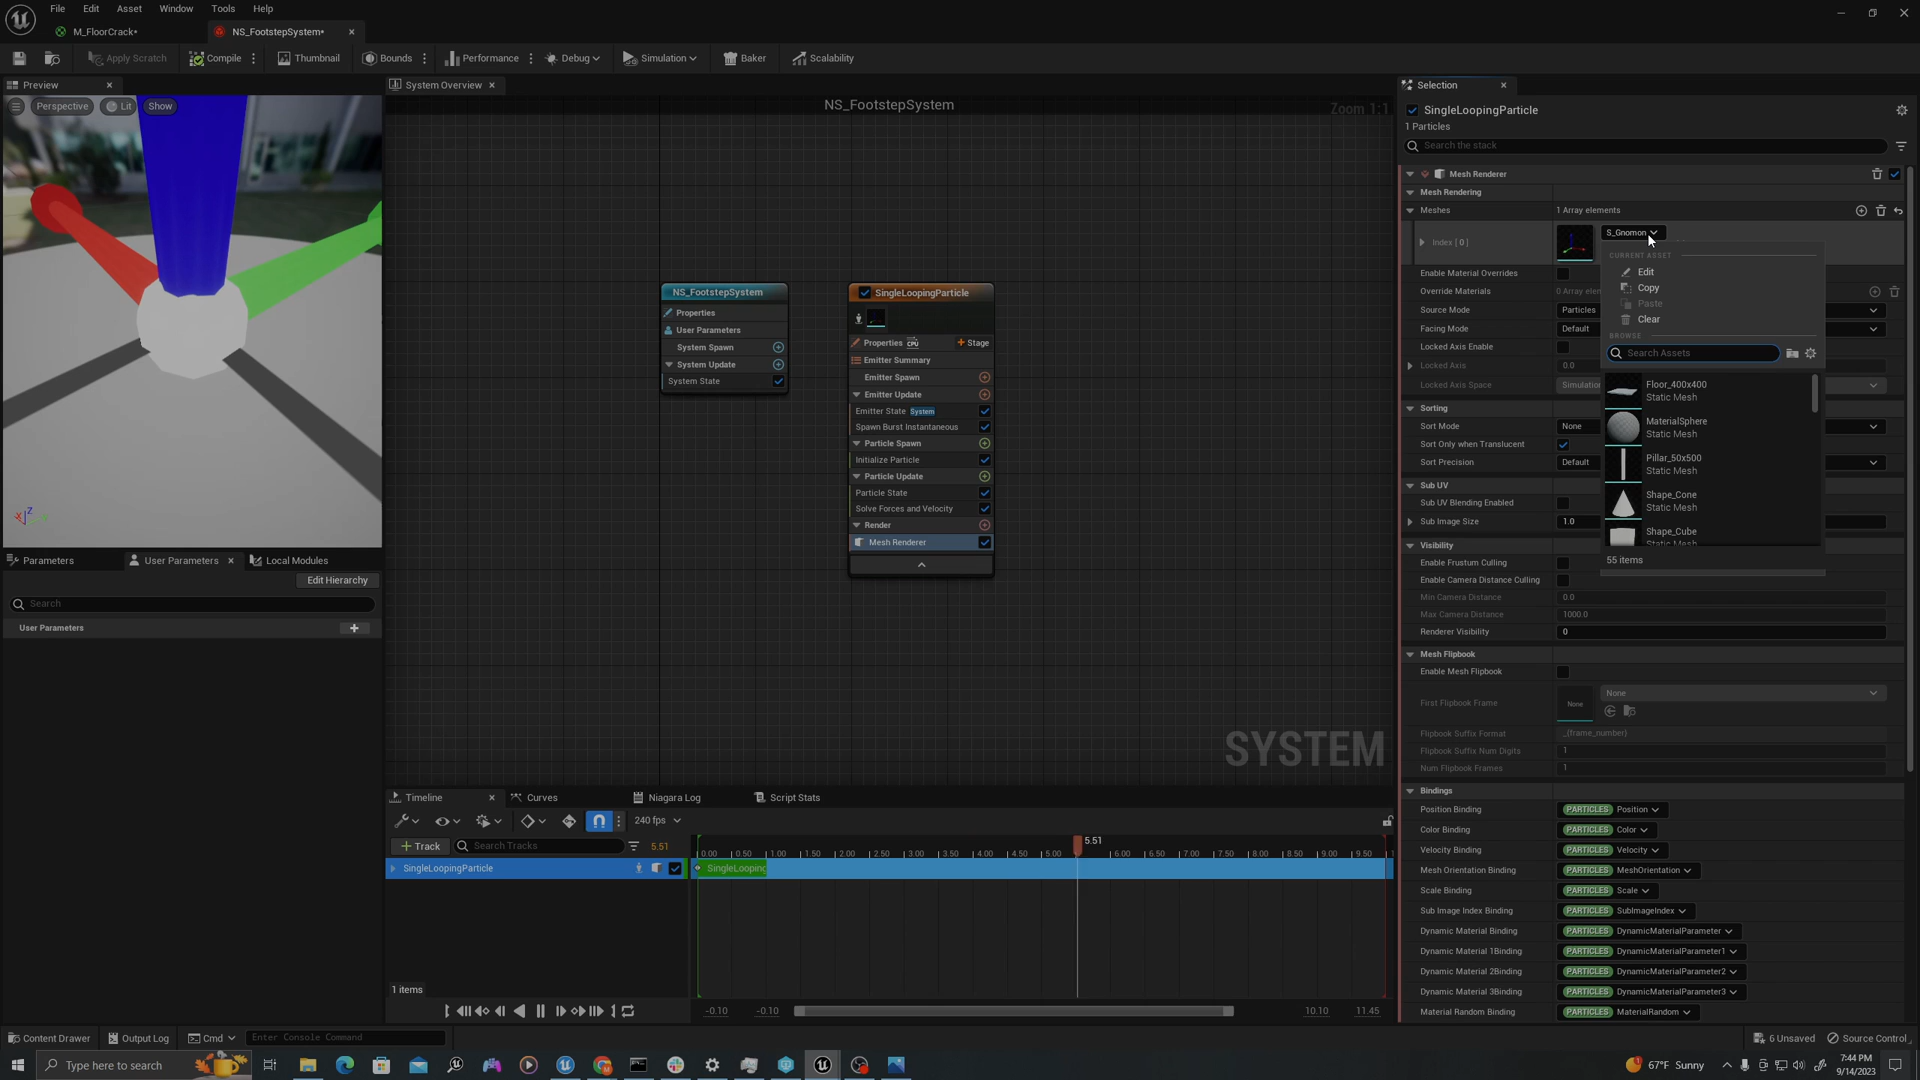 File Edit Asset Window Tools Help
M_FloorCrack*
NS_FootstepSystem*
Apply Scratch
Compile
Thumbnail
Bounds
Performance
Debug
Simulation
Baker
Scalability
Preview
Perspective
Lit
Show
X Z
Parameters
User Parameters
Local Modules
Edit Hierarchy
Search
User Parameters
System Overview
NS_FootstepSystem
Zoom 1:1
NS_FootstepSystem
Properties
User Parameters
System Spawn
System Update
System State
SingleLoopingParticle
Properties CPU
Stage
Emitter Summary
Emitter Spawn
Emitter Update
Emitter State System
Spawn Burst Instantaneous
Particle Spawn
Initialize Particle
Particle Update
Particle State
Solve Forces and Velocity
Render
Mesh Renderer
SYSTEM
Timeline
Curves
Niagara Log
Script Stats
240 fps
Track
Search Tracks
5.51
5.51
0.00 0.50 1.00 1.50 2.00 2.50 3.00 3.50 4.00 4.50 5.00 6.00 6.50 7.00 7.50 8.00 8.50 9.00 9.50
SingleLoopingParticle
SingleLooping
1 items
-0.10
-0.10
10.10
11.45
Selection
SingleLoopingParticle
1 Particles
Search the stack
Mesh Renderer
Mesh Rendering
Meshes 1 Array elements
Index [ 0 ]
S_Gnomon
CURRENT ASSET
Edit
Copy
Paste
Clear
BROWSE
Search Assets
Floor_400x400
Static Mesh
MaterialSphere
Static Mesh
Pillar_50x500
Static Mesh
Shape_Cone
Static Mesh
Shape_Cube
Static Mesh
55 items
Enable Material Overrides
Override Materials 0 Array elem
Source Mode Particles
Facing Mode Default
Locked Axis Enable
Locked Axis 0.0
Locked Axis Space Simulation
Sorting
Sort Mode None
Sort Only when Translucent
Sort Precision Default
Sub UV
Sub UV Blending Enabled
Sub Image Size 1.0
Visibility
Enable Frustum Culling
Enable Camera Distance Culling
Min Camera Distance 0.0
Max Camera Distance 1000.0
Renderer Visibility 0
Mesh Flipbook
Enable Mesh Flipbook
First Flipbook Frame None None
Flipbook Suffix Format _{frame_number}
Flipbook Suffix Num Digits 1
Num Flipbook Frames 1
Bindings
Position Binding PARTICLES Position
Color Binding PARTICLES Color
Velocity Binding PARTICLES Velocity
Mesh Orientation Binding PARTICLES MeshOrientation
Scale Binding PARTICLES Scale
Sub Image Index Binding PARTICLES SubImageIndex
Dynamic Material Binding PARTICLES DynamicMaterialParameter
Dynamic Material 1Binding PARTICLES DynamicMaterialParameter1
Dynamic Material 2Binding PARTICLES DynamicMaterialParameter2
Dynamic Material 3Binding PARTICLES DynamicMaterialParameter3
Material Random Binding PARTICLES MaterialRandom
Content Drawer
Output Log
Cmd
Enter Console Command
6 Unsaved
Source Control
Type here to search
67°F Sunny
7:44 PM
9/14/2023